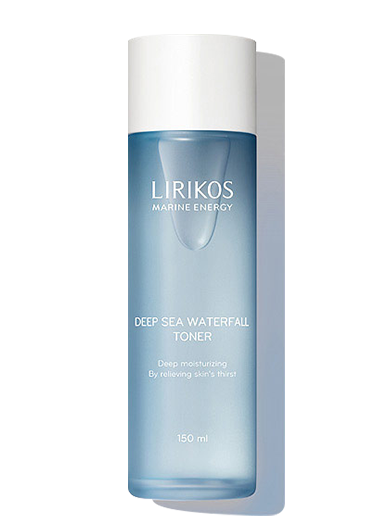 LIRIKOS
MARINE ENERGY
DEEP SEA WATERFALL
TONER
Deep moisturizing
By relieving skin's thirst
150 ml